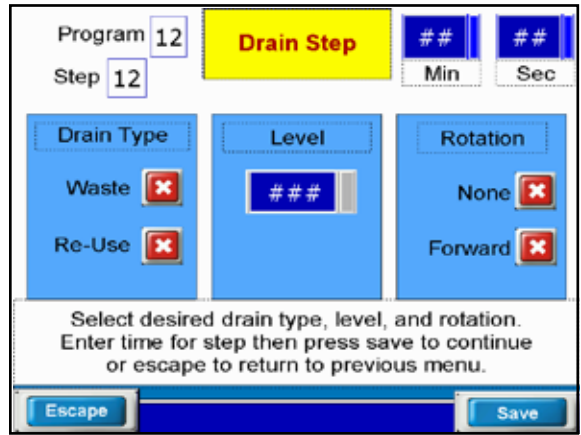 Program 12
Drain Step
## ##
Step 12
Min Sec
Drain Type
Level
Rotation
Waste
###
None
Re-Use
Forward
Select desired drain type, level, and rotation.
Enter time for step then press save to continue
or escape to return to previous menu.
Escape
Save